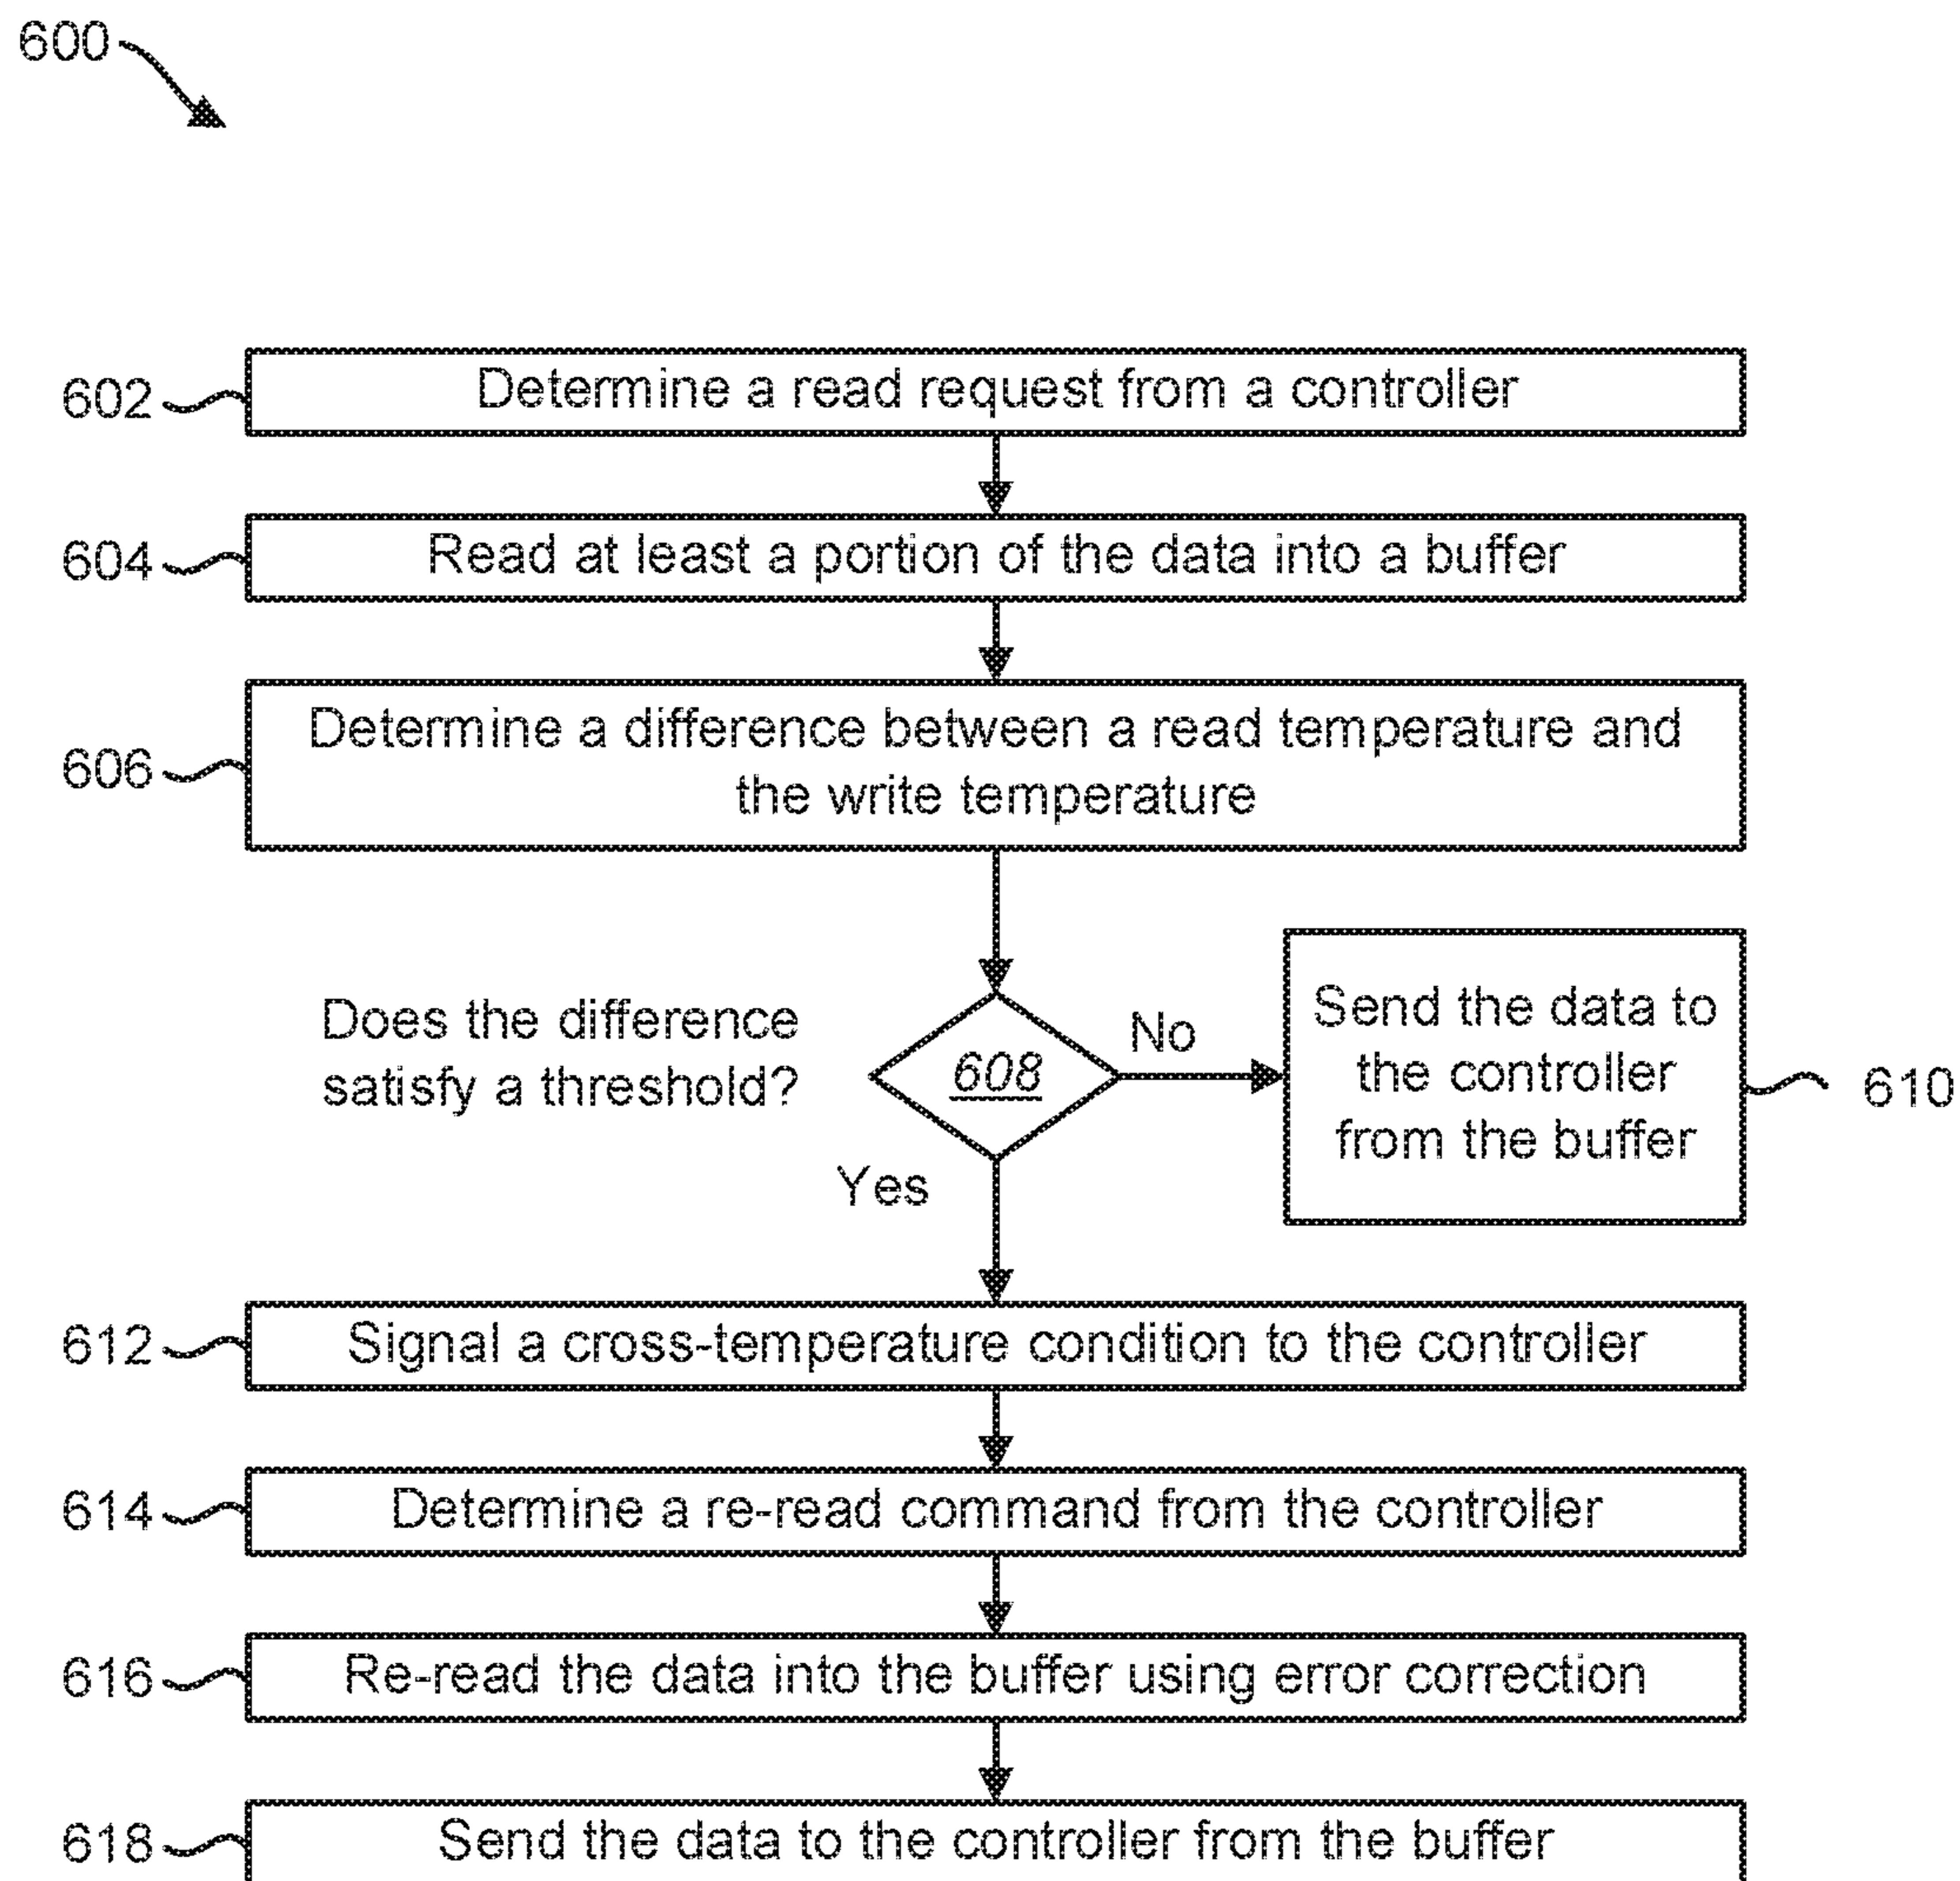 600
602
Determine a read request from a controller
604
Read at least a portion of the data into a buffer
606
Determine a difference between a read temperature and
the write temperature
Does the difference
satisfy a threshold?
608
No
Send the data to
the controller
from the buffer
610
Yes
612
Signal a cross-temperature condition to the controller
614
Determine a re-read command from the controller
616
Re-read the data into the buffer using error correction
618
Send the data to the controller from the buffer